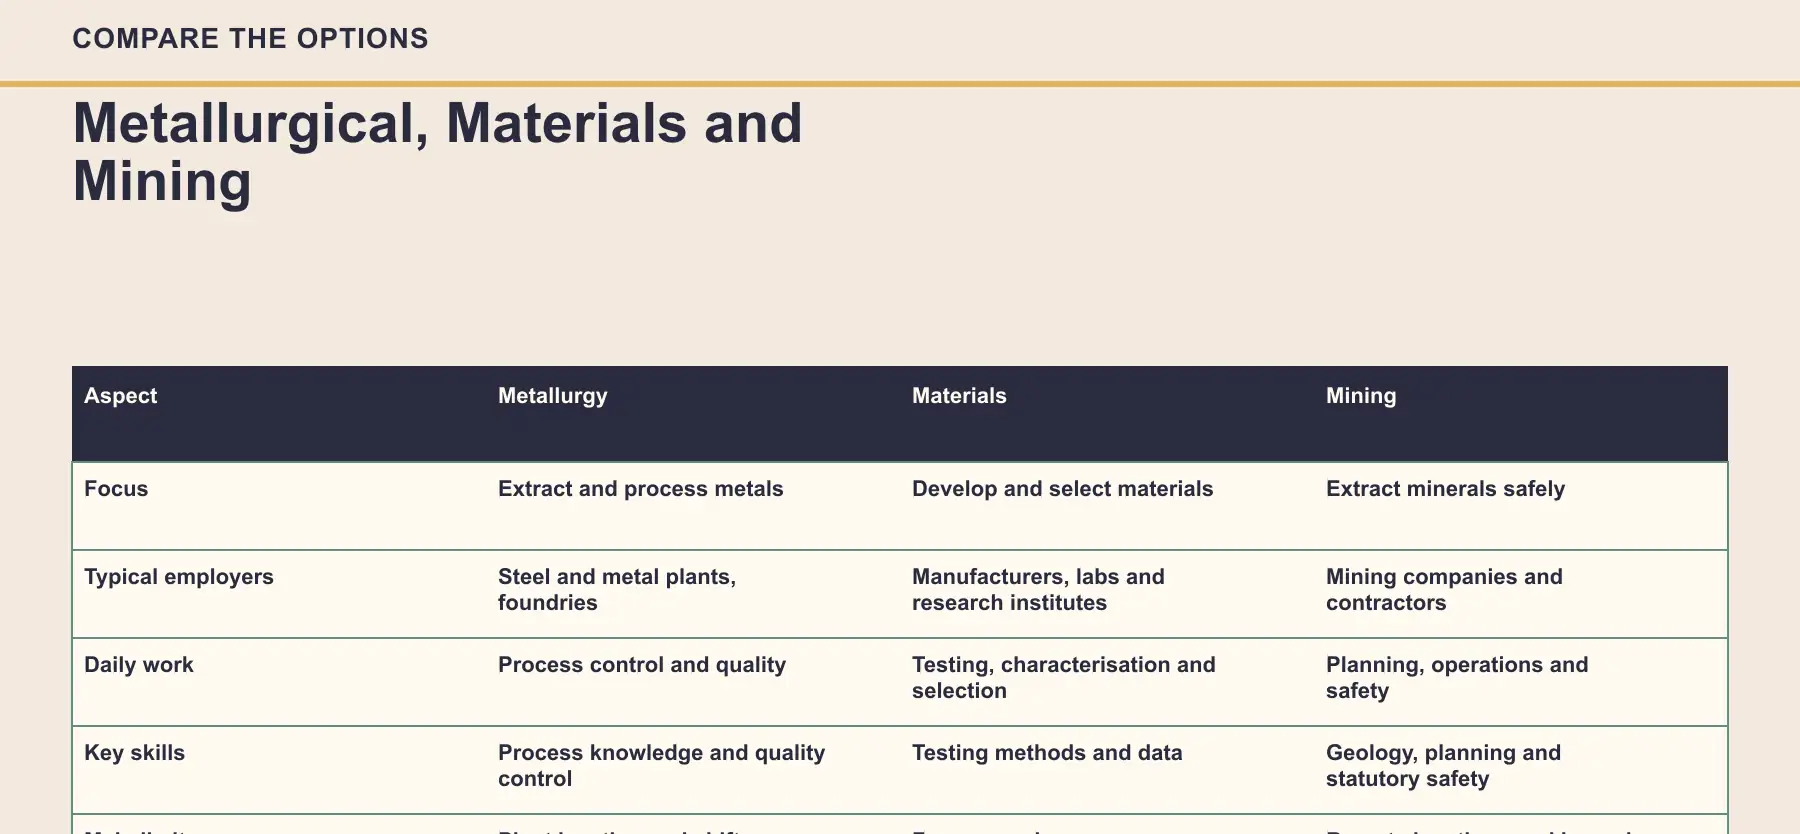 COMPARE THE OPTIONS
Metallurgical, Materials and
Mining
Aspect Metallurgy Materials Mining
Focus Extract and process metals Develop and select materials Extract minerals safely
Typical employers Steel and metal plants, Manufacturers, labs and Mining companies and
foundries research institutes contractors
Daily work Process control and quality Testing, characterisation and Planning, operations and
selection safety
Key skills Process knowledge and quality Testing methods and data Geology, planning and
control statutory safety